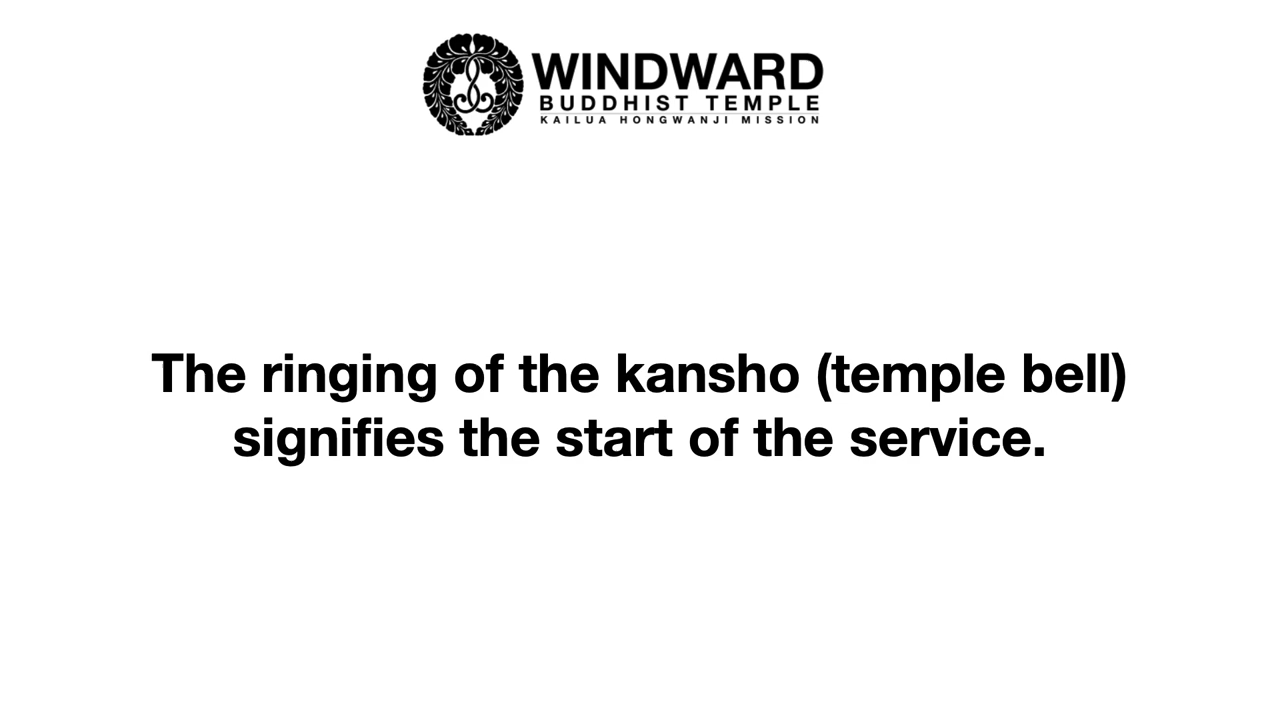 WINDWARD
BUDDHIST TEMPLE
KAILUA HONGWANJI MISSION
The ringing of the kansho (temple bell)
signifies the start of the service.